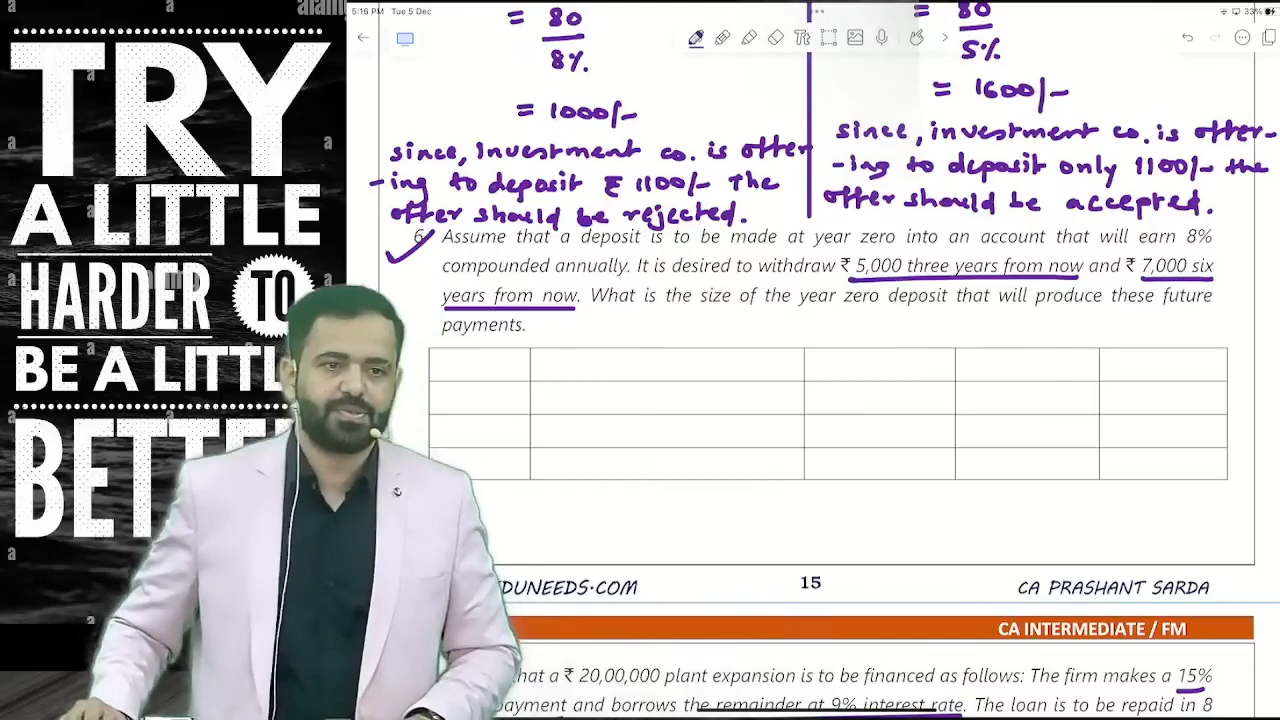 TRY
A LITTLE
HARDER TO
BE A LITTLE
5:16 PM Tue 5 Dec
33%
Tt
= 80
8%
= 1000/-
since, investment co. is offer
-ing to deposit ₹ 1100/- the
offer should be rejected.
= 80
5%
= 1600/-
since, investment co. is offer-
-ing to deposit only 1100/- the
offer should be accepted.
6. Assume that a deposit is to be made at year zero into an account that will earn 8%
compounded annually. It is desired to withdraw ₹ 5,000 three years from now and ₹ 7,000 six
years from now. What is the size of the year zero deposit that will produce these future
payments.
DUNEEDS.COM
15
CA PRASHANT SARDA
CA INTERMEDIATE / FM
hat a ₹ 20,00,000 plant expansion is to be financed as follows: The firm makes a 15%
ayment and borrows the remainder at 9% interest rate. The loan is to be repaid in 8